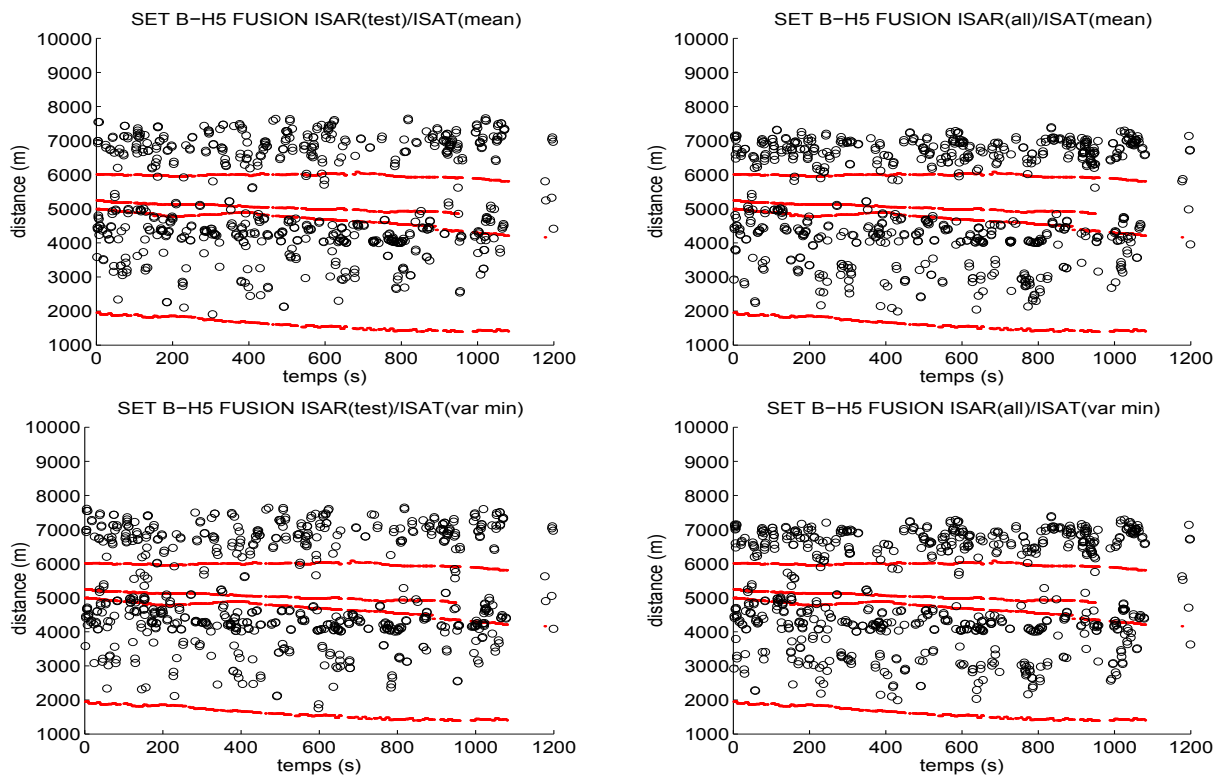 SET B−H5 FUSION ISAR(test)/ISAT(mean)
10000
9000
8000
7000
6000
5000
4000
3000
2000
1000
distance (m)
0 200 400 600 800 1000 1200
temps (s)
SET B−H5 FUSION ISAR(all)/ISAT(mean)
10000
9000
8000
7000
6000
5000
4000
3000
2000
1000
distance (m)
0 200 400 600 800 1000 1200
temps (s)
SET B−H5 FUSION ISAR(test)/ISAT(var min)
10000
9000
8000
7000
6000
5000
4000
3000
2000
1000
distance (m)
0 200 400 600 800 1000 1200
temps (s)
SET B−H5 FUSION ISAR(all)/ISAT(var min)
10000
9000
8000
7000
6000
5000
4000
3000
2000
1000
distance (m)
0 200 400 600 800 1000 1200
temps (s)